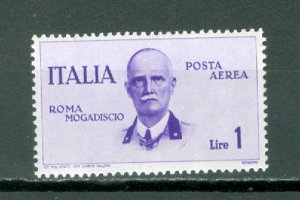 ITALIA
POSTA
AEREA
ROMA
MOGADISCIO
Lire 1